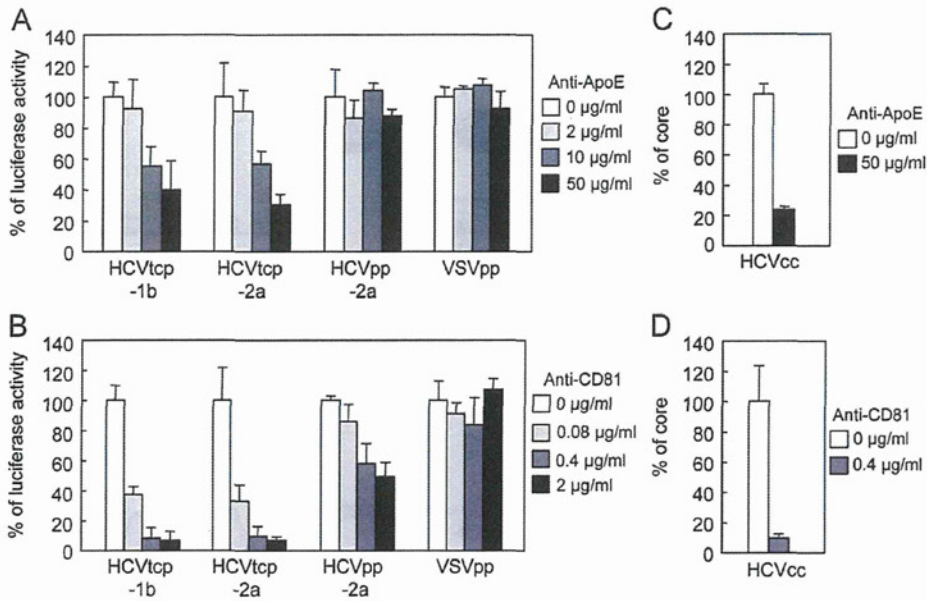 A
% of luciferase activity
140
120
100
80
60
40
20
0
HCVtcp
-1b
HCVtcp
-2a
HCVpp
-2a
VSVpp
Anti-ApoE
0 µg/ml
2 µg/ml
10 µg/ml
50 µg/ml
C
% of core
140
120
100
80
60
40
20
0
HCVcc
Anti-ApoE
0 µg/ml
50 µg/ml
B
% of luciferase activity
140
120
100
80
60
40
20
0
HCVtcp
-1b
HCVtcp
-2a
HCVpp
-2a
VSVpp
Anti-CD81
0 µg/ml
0.08 µg/ml
0.4 µg/ml
2 µg/ml
D
% of core
140
120
100
80
60
40
20
0
HCVcc
Anti-CD81
0 µg/ml
0.4 µg/ml